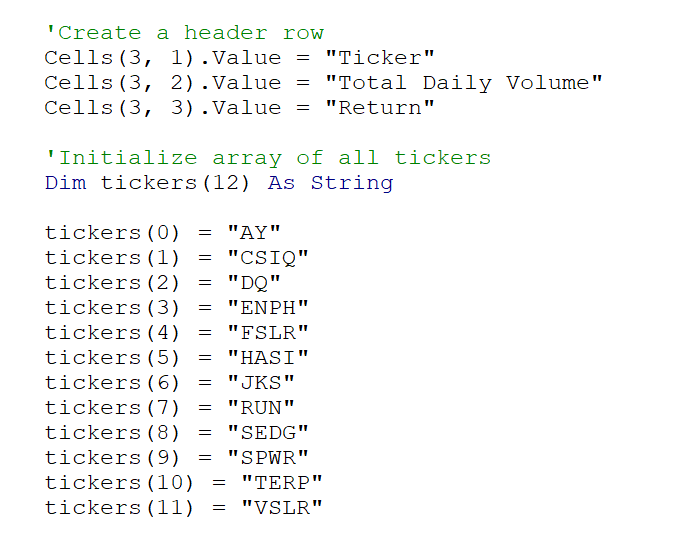 'Create a header row
Cells(3, 1).Value = "Ticker"
Cells(3, 2).Value = "Total Daily Volume"
Cells(3, 3).Value = "Return"
'Initialize array of all tickers
Dim tickers(12) As String
tickers(0) = "AY"
tickers(1) = "CSIQ"
tickers(2) = "DQ"
tickers(3) = "ENPH"
tickers(4) = "FSLR"
tickers(5) = "HASI"
tickers(6) = "JKS"
tickers(7) = "RUN"
tickers(8) = "SEDG"
tickers(9) = "SPWR"
tickers(10) = "TERP"
tickers(11) = "VSLR"